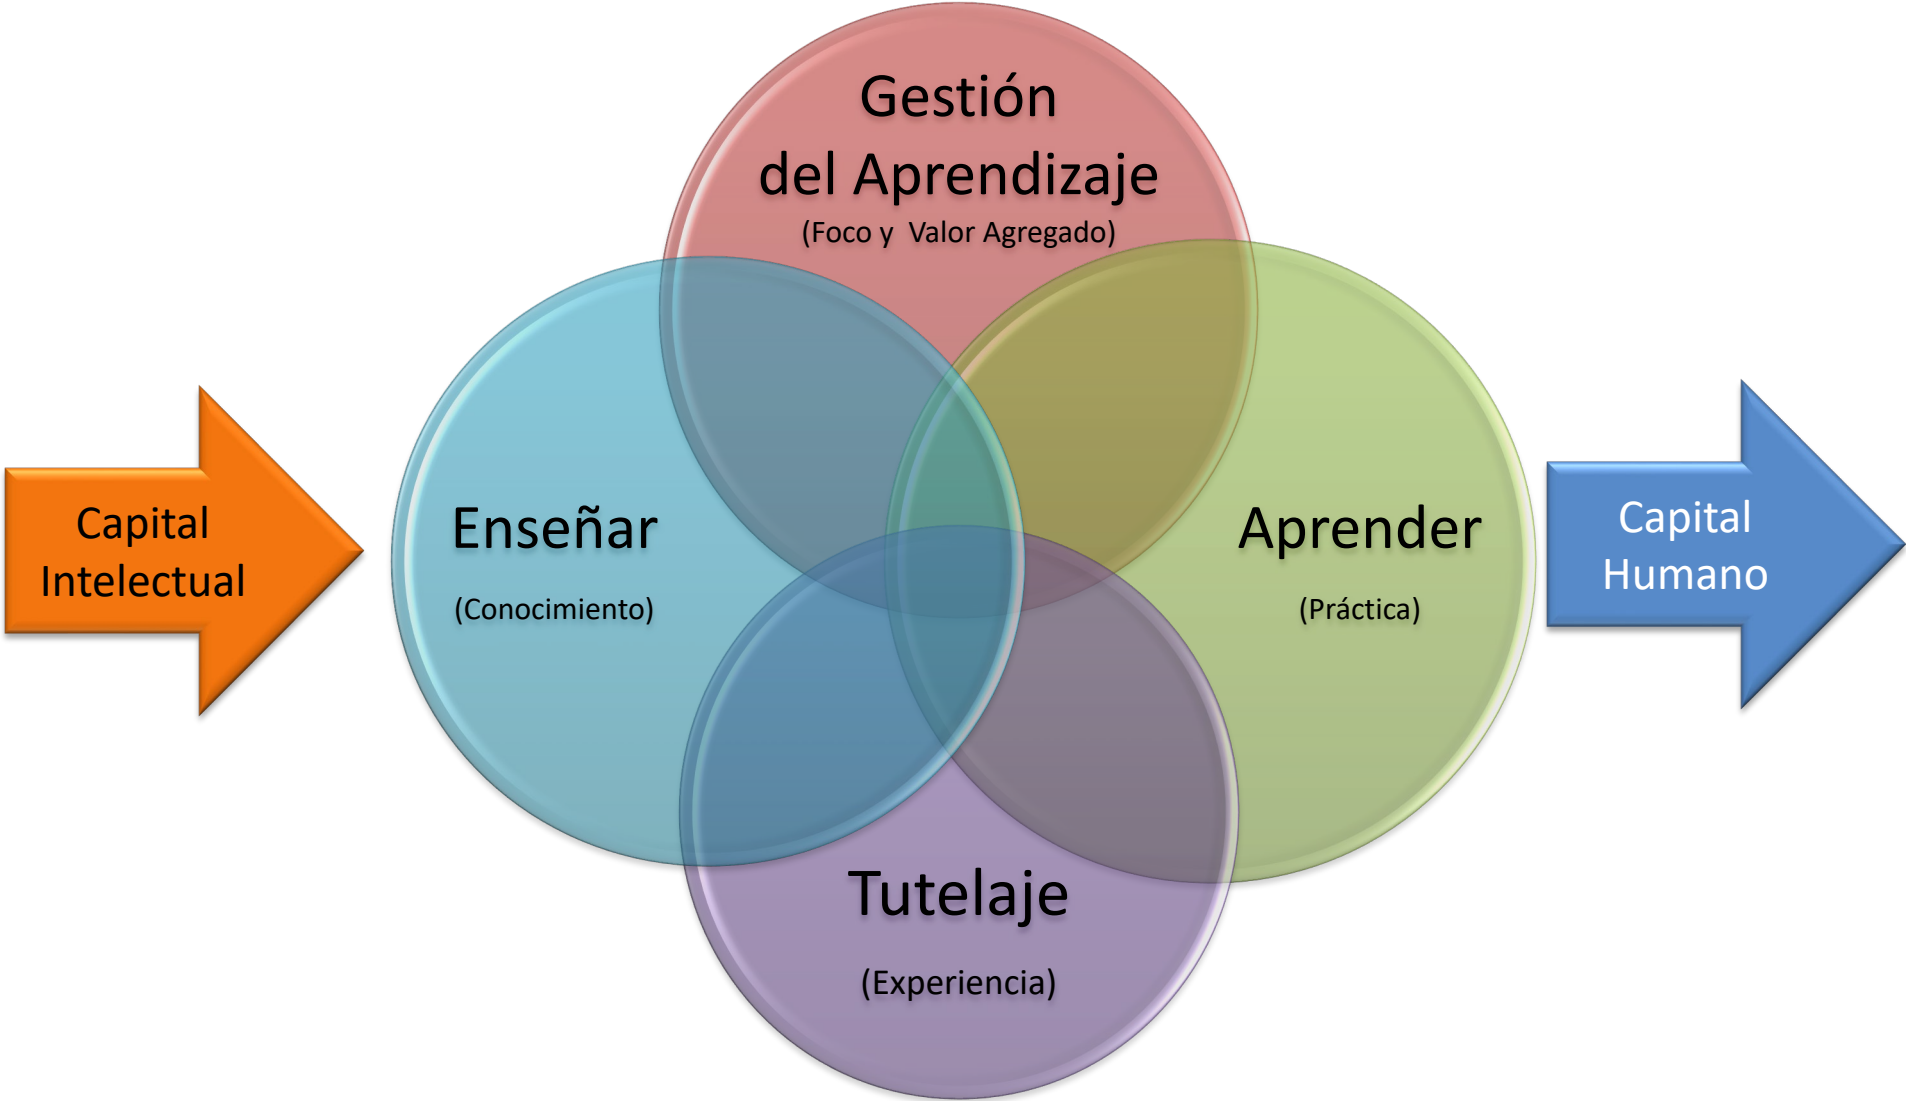 Gestión
del Aprendizaje
(Foco y Valor Agregado)
Capital
Intelectual
Enseñar
(Conocimiento)
Aprender
(Práctica)
Capital
Humano
Tutelaje
(Experiencia)